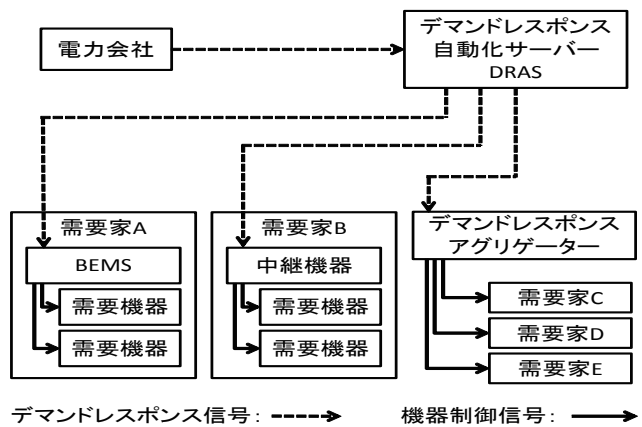 電力会社
デマンドレスポンス
自動化サーバー
DRAS
需要家A
BEMS
需要機器
需要機器
需要家B
中継機器
需要機器
需要機器
デマンドレスポンス
アグリゲーター
需要家C
需要家D
需要家E
デマンドレスポンス信号:
機器制御信号: